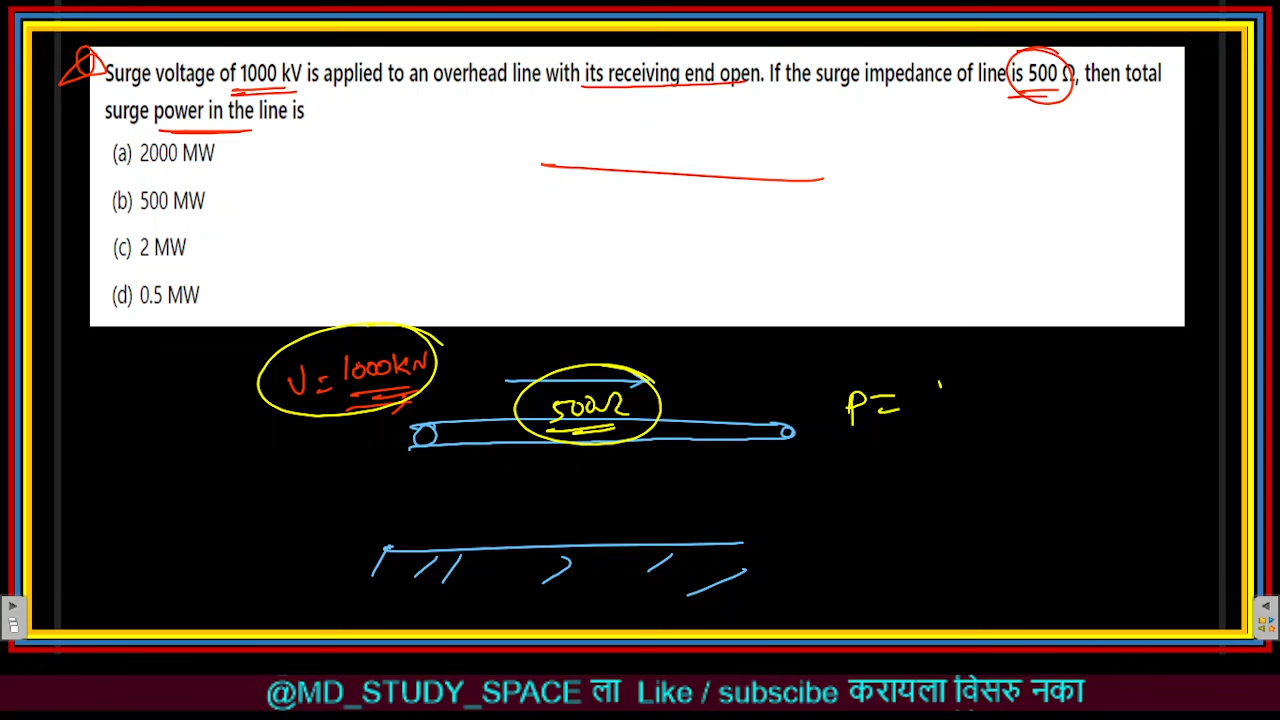 Surge voltage of 1000 kV is applied to an overhead line with its receiving end open. If the surge impedance of line is 500 Ω, then total
surge power in the line is
(a) 2000 MW
(b) 500 MW
(c) 2 MW
(d) 0.5 MW
V = 1000kV
500Ω
P =
@MD_STUDY_SPACE ला Like / subscibe करायला विसरु नका